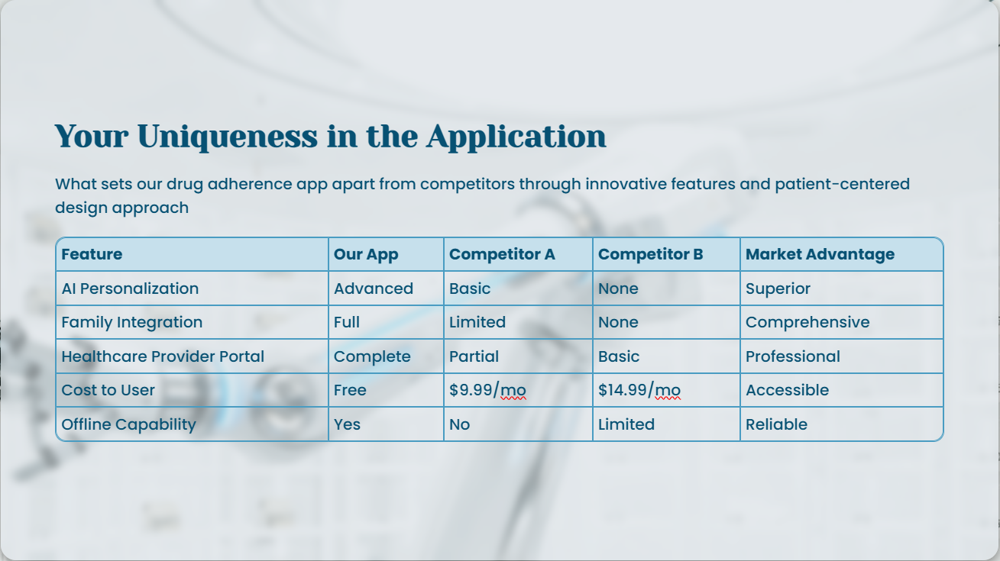 Your Uniqueness in the Application
What sets our drug adherence app apart from competitors through innovative features and patient-centered
design approach
Feature Our App Competitor A Competitor B Market Advantage
AI Personalization Advanced Basic None Superior
Family Integration Full Limited None Comprehensive
Healthcare Provider Portal Complete Partial Basic Professional
Cost to User Free $9.99/mo $14.99/mo Accessible
Offline Capability Yes No Limited Reliable